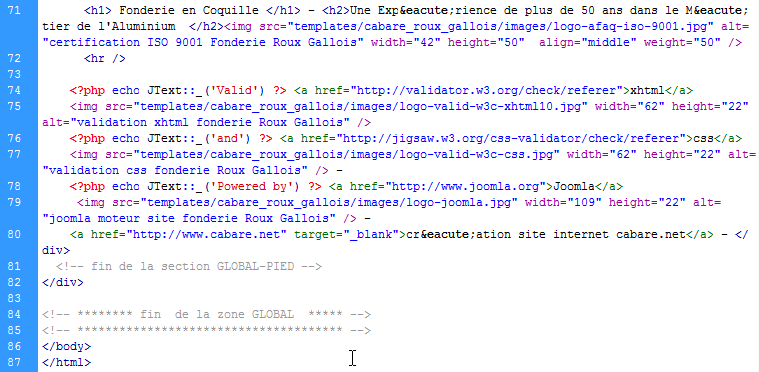 71 <h1> Fonderie en Coquille </h1> - <h2>Une Exp&eacute;rience de plus de 50 ans dans le M&eacute;
tier de l'Aluminium  </h2><img src="templates/cabare_roux_gallois/images/logo-afaq-iso-9001.jpg" alt=
"certification ISO 9001 Fonderie Roux Gallois" width="42" height="50"  align="middle" weight="50" />
72 <hr />
73
74 <?php echo JText::_('Valid') ?> <a href="http://validator.w3.org/check/referer">xhtml</a>
75 <img src="templates/cabare_roux_gallois/images/logo-valid-w3c-xhtml10.jpg" width="62" height="22"
alt="validation xhtml fonderie Roux Gallois" />
76 <?php echo JText::_('and') ?> <a href="http://jigsaw.w3.org/css-validator/check/referer">css</a>
77 <img src="templates/cabare_roux_gallois/images/logo-valid-w3c-css.jpg" width="62" height="22" alt=
"validation css fonderie Roux Gallois" /> -
78 <?php echo JText::_('Powered by') ?> <a href="http://www.joomla.org">Joomla</a>
79 <img src="templates/cabare_roux_gallois/images/logo-joomla.jpg" width="109" height="22" alt=
"joomla moteur site fonderie Roux Gallois" /> -
80 <a href="http://www.cabare.net" target="_blank">cr&eacute;ation site internet cabare.net</a> - </
div>
81 <!-- fin de la section GLOBAL-PIED -->
82 </div>
83
84 <!-- ******** fin  de la zone GLOBAL  ***** -->
85 <!-- ************************************** -->
86 </body>
87 </html>